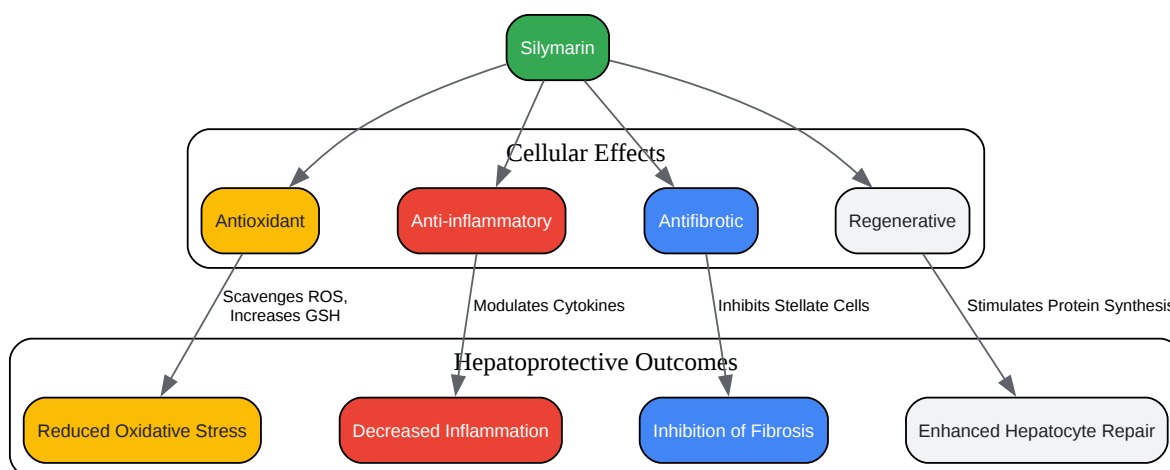 Silymarin
Cellular Effects
Antioxidant
Anti-inflammatory
Antifibrotic
Regenerative
Scavenges ROS,
Increases GSH
Modulates Cytokines
Inhibits Stellate Cells
Stimulates Protein Synthesis
Hepatoprotective Outcomes
Reduced Oxidative Stress
Decreased Inflammation
Inhibition of Fibrosis
Enhanced Hepatocyte Repair